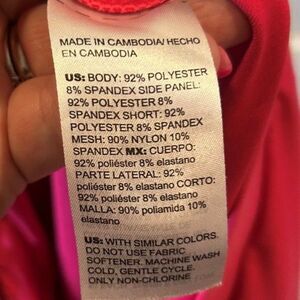 MADE IN CAMBODIA/ HECHO
EN CAMBODIA
US: BODY: 92% POLYESTER
8% SPANDEX SIDE PANEL:
92% POLYESTER 8%
SPANDEX SHORT: 92%
POLYESTER 8% SPANDEX
MESH: 90% NYLON 10%
SPANDEX MX: CUERPO:
92% poliéster 8% elastano
PARTE LATERAL: 92%
poliéster 8% elastano CORTO:
92% poliéster 8% elastano
MALLA: 90% poliamida 10%
elastano
US: WITH SIMILAR COLORS.
DO NOT USE FABRIC
SOFTENER. MACHINE WASH
COLD, GENTLE CYCLE.
ONLY NON-CHLORINE